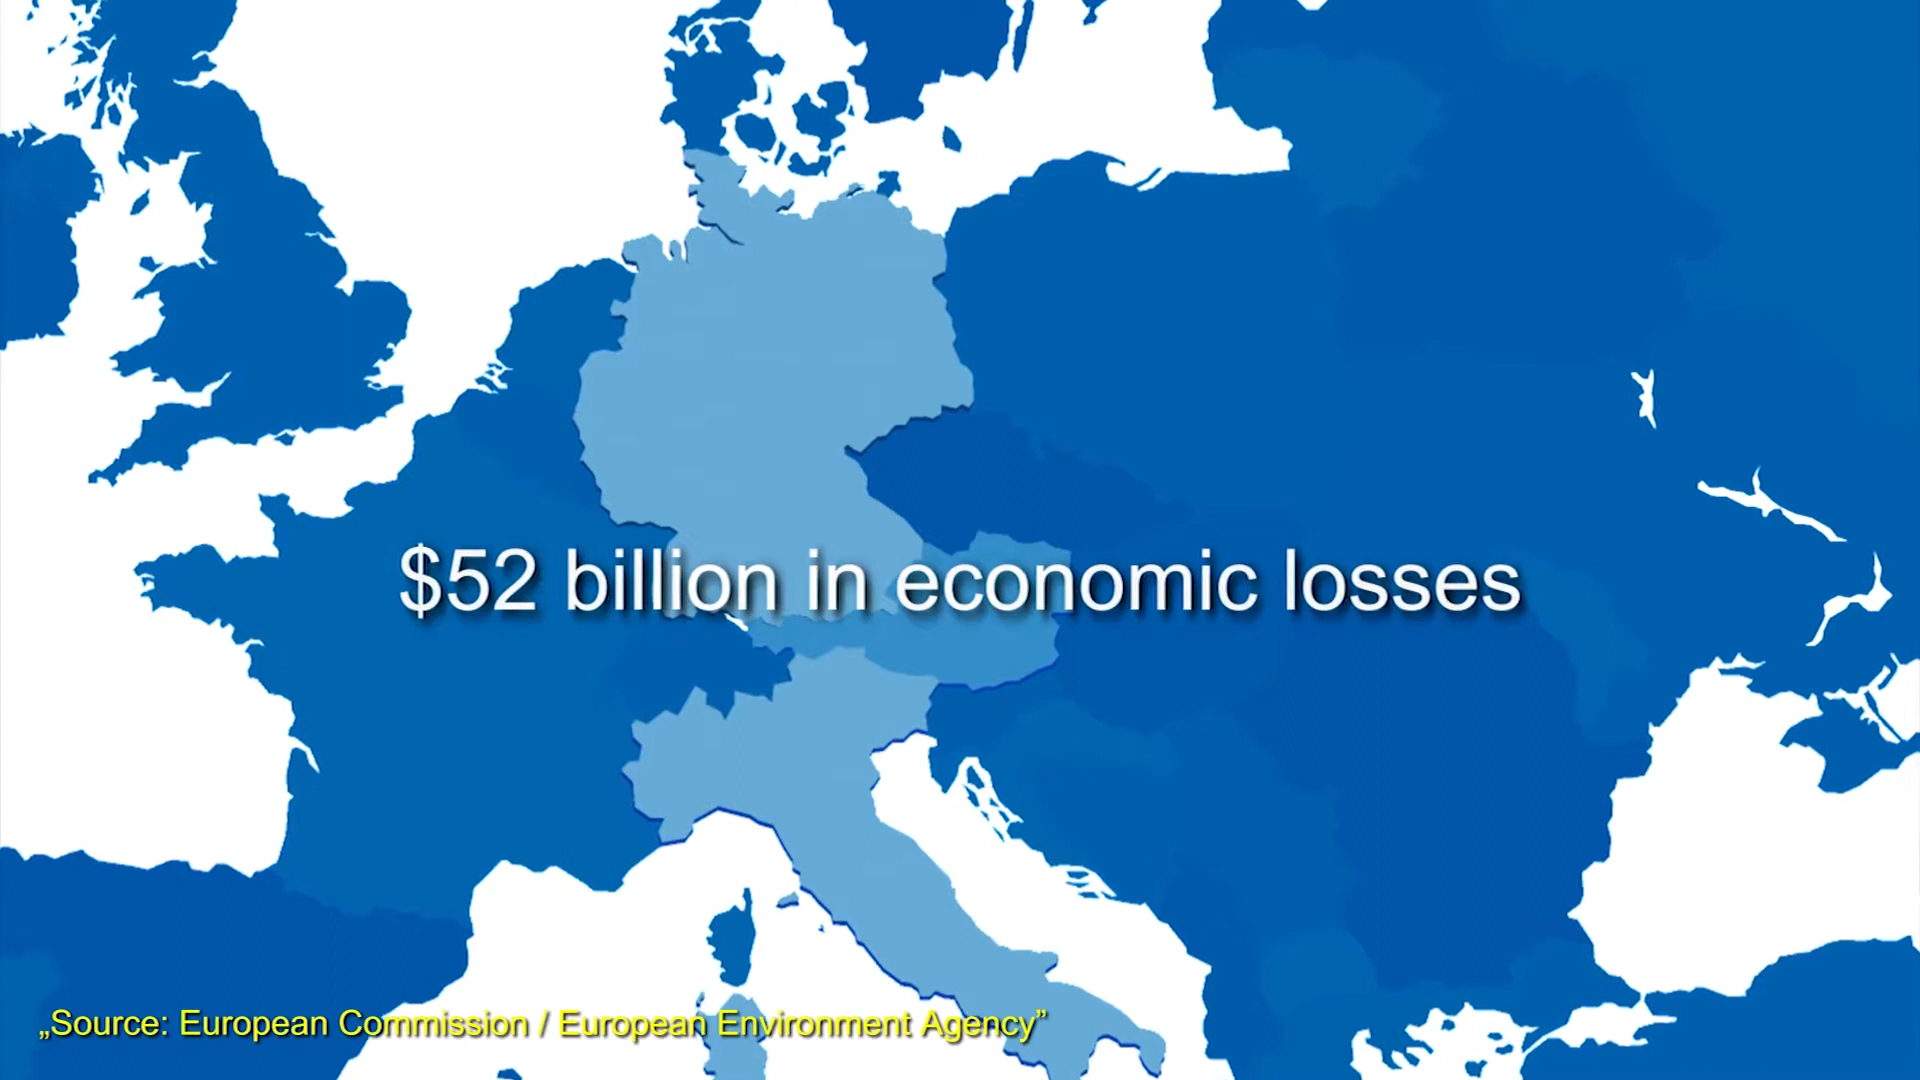 $52 billion in economic losses
„Source: European Commission / European Environment Agency”